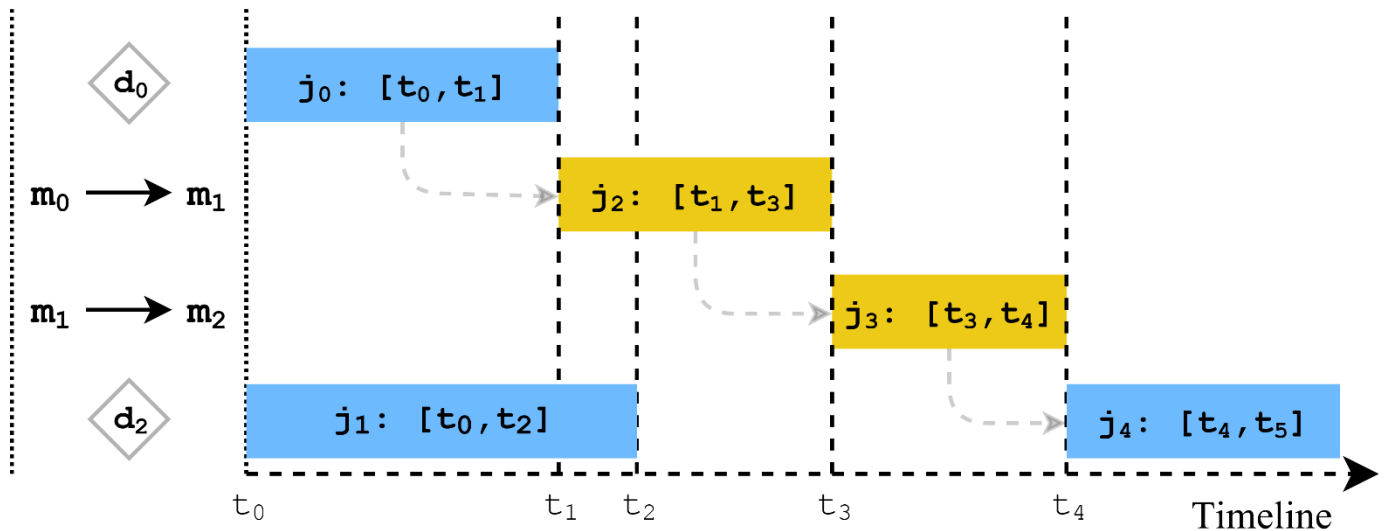 d₀ j₀: [t₀,t₁]
m₀ m₁ j₂: [t₁,t₃]
m₁ m₂ j₃: [t₃,t₄]
d₂ j₁: [t₀,t₂] j₄: [t₄,t₅]
t₀ t₁ t₂ t₃ t₄
Timeline